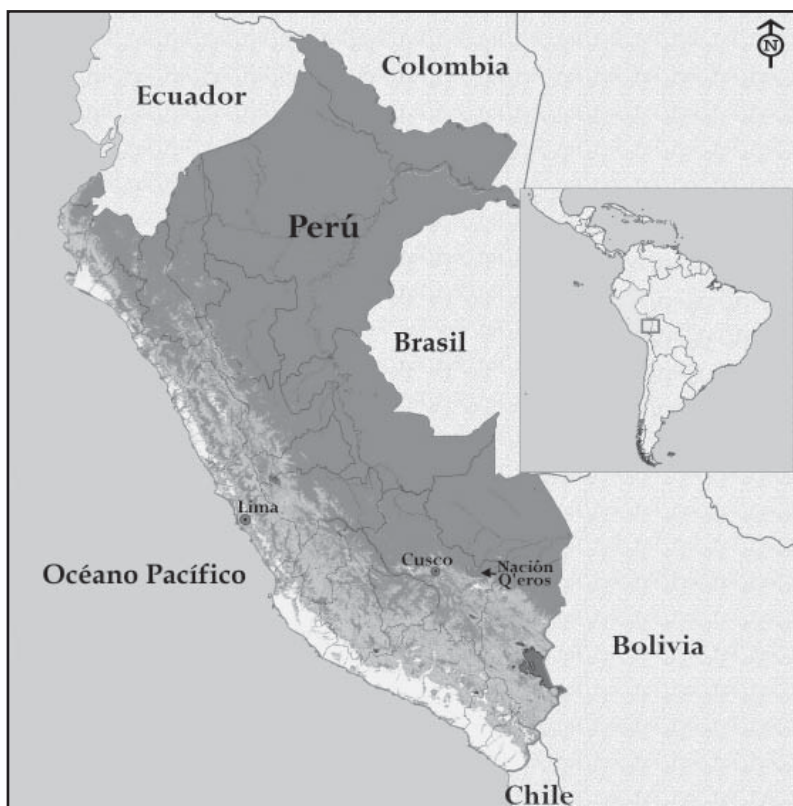 N
Colombia
Ecuador
Perú
Brasil
Lima
Cusco
Nación
Q'eros
Océano Pacífico
Bolivia
Chile